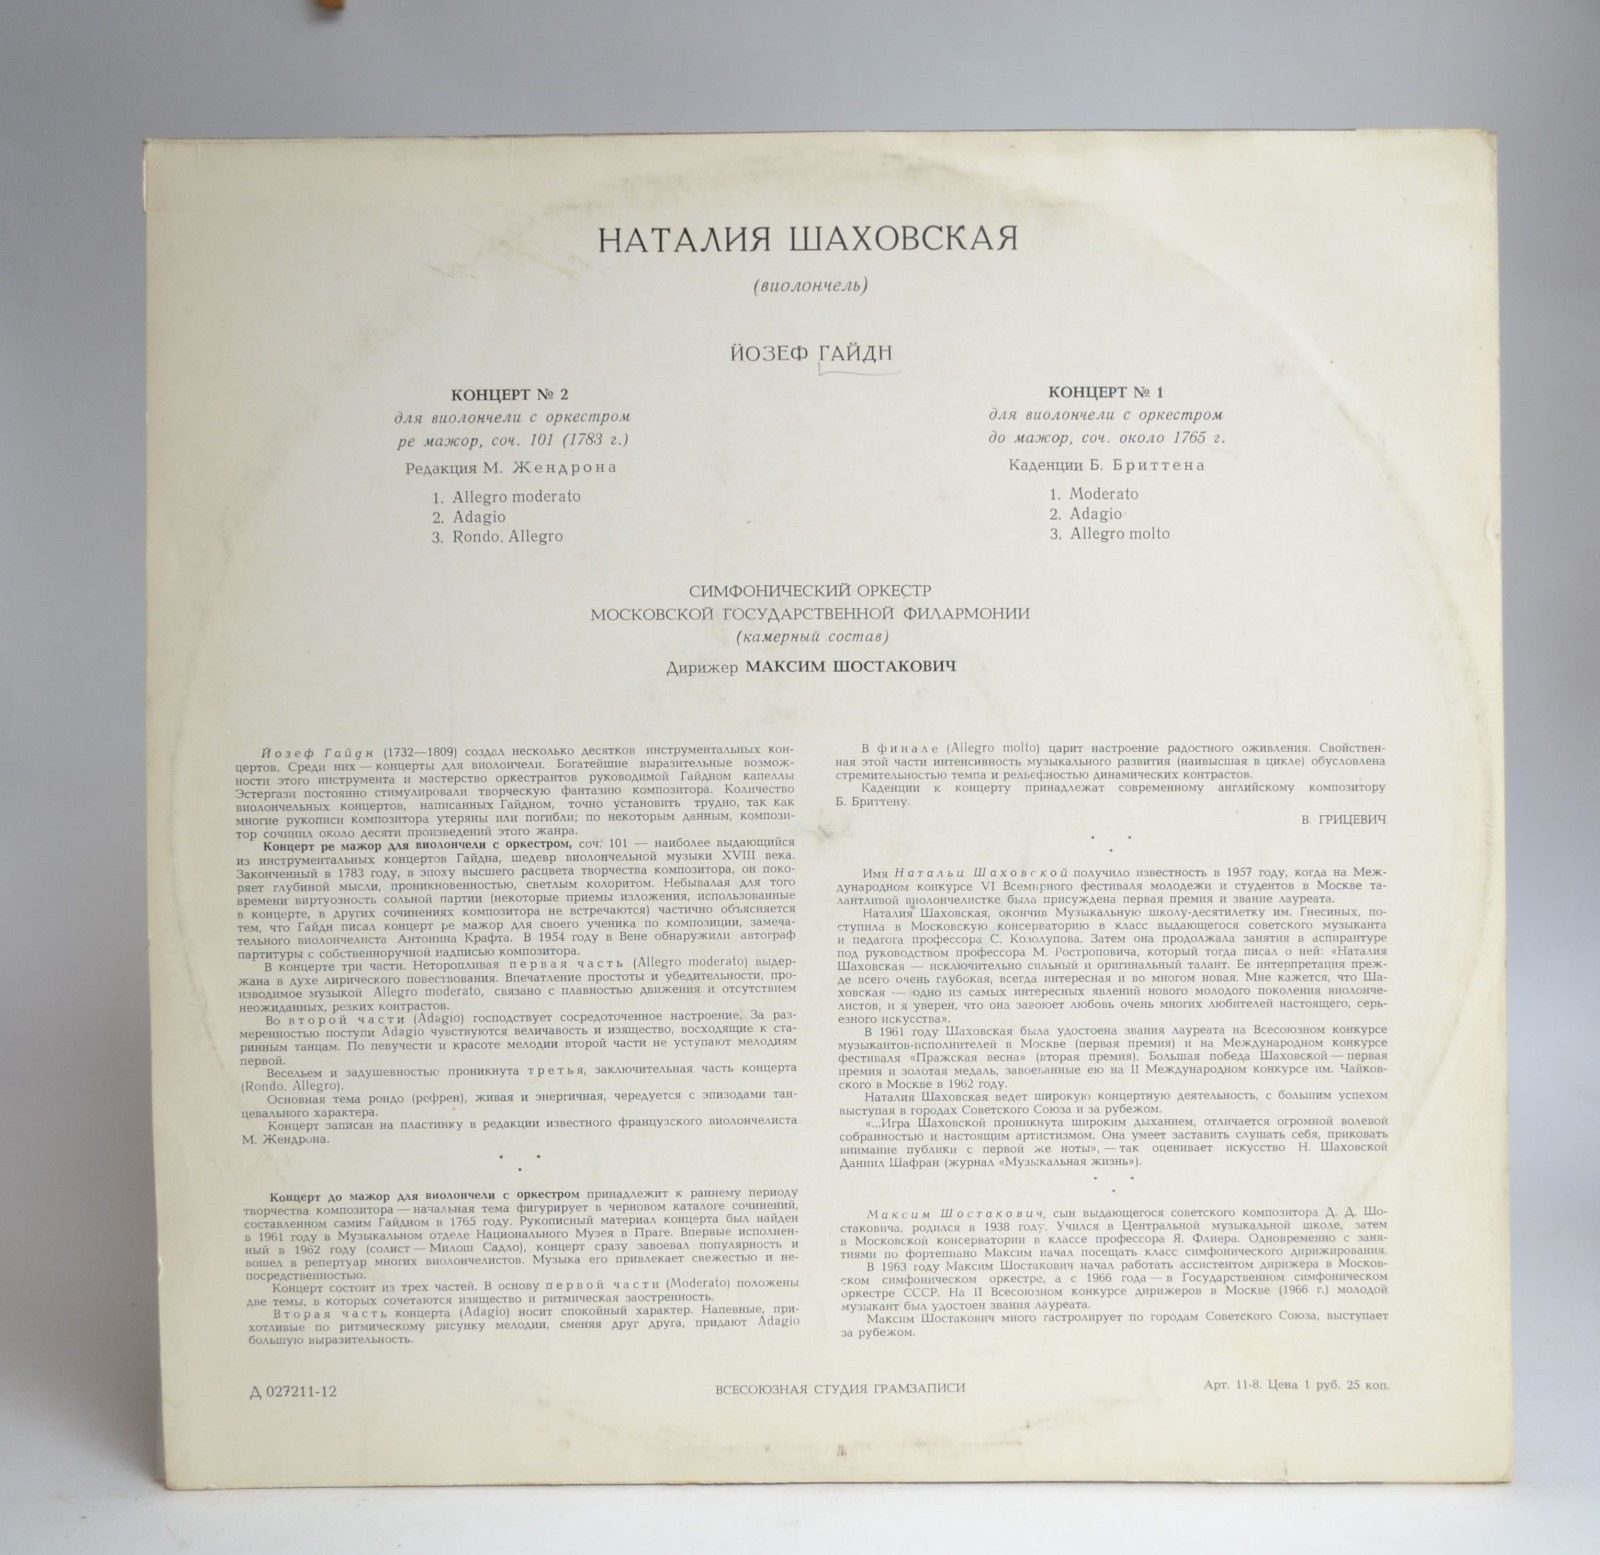 НАТАЛИЯ ШАХОВСКАЯ
(виолончель)
ЙОЗЕФ ГАЙДН
КОНЦЕРТ № 2
для виолончели с оркестром
ре мажор, соч. 101 (1783 г.)
Редакция М. Жендрона
1. Allegro moderato
2. Adagio
3. Rondo. Allegro
КОНЦЕРТ № 1
для виолончели с оркестром
до мажор, соч. около 1765 г.
Каденции Б. Бриттена
1. Moderato
2. Adagio
3. Allegro molto
СИМФОНИЧЕСКИЙ ОРКЕСТР
МОСКОВСКОЙ ГОСУДАРСТВЕННОЙ ФИЛАРМОНИИ
(камерный состав)
Дирижер МАКСИМ ШОСТАКОВИЧ
Йозеф Гайдн (1732—1809) создал несколько десятков инструментальных кон-
цертов. Среди них — концерты для виолончели. Богатейшие выразительные возмож-
ности этого инструмента и мастерство оркестрантов руководимой Гайдном капеллы
Эстергази постоянно стимулировали творческую фантазию композитора. Количество
виолончельных концертов, написанных Гайдном, точно установить трудно, так как
многие рукописи композитора утеряны или погибли; по некоторым данным, компози-
тор сочинил около десяти произведений этого жанра.
Концерт ре мажор для виолончели с оркестром, соч. 101 — наиболее выдающийся
из инструментальных концертов Гайдна, шедевр виолончельной музыки XVIII века.
Законченный в 1783 году, в эпоху высшего расцвета творчества композитора, он поко-
ряет глубиной мысли, проникновенностью, светлым колоритом. Небывалая для того
времени виртуозность сольной партии (некоторые приемы изложения, использованные
в концерте, в других сочинениях композитора не встречаются) частично объясняется
тем, что Гайдн писал концерт ре мажор для своего ученика по композиции, замеча-
тельного виолончелиста Антонина Крафта. В 1954 году в Вене обнаружили автограф
партитуры с собственноручной надписью композитора.
В концерте три части. Неторопливая первая часть (Allegro moderato) выдер-
жана в духе лирического повествования. Впечатление простоты и убедительности, про-
изводимое музыкой Allegro moderato, связано с плавностью движения и отсутствием
неожиданных, резких контрастов.
Во второй части (Adagio) господствует сосредоточенное настроение. За раз-
меренностью поступи Adagio чувствуются величавость и изящество, восходящие к ста-
ринным танцам. По певучести и красоте мелодии второй части не уступают мелодиям
первой.
Весельем и задушевностью проникнута третья, заключительная часть концерта
(Rondo. Allegro).
Основная тема рондо (рефрен), живая и энергичная, чередуется с эпизодами тан-
цевального характера.
Концерт записан на пластинку в редакции известного французского виолончелиста
М. Жендрона.
* *
*
Концерт до мажор для виолончели с оркестром принадлежит к раннему периоду
творчества композитора — начальная тема фигурирует в черновом каталоге сочинений,
составленном самим Гайдном в 1765 году. Рукописный материал концерта был найден
в 1961 году в Музыкальном отделе Национального Музея в Праге. Впервые исполнен-
ный в 1962 году (солист — Милош Садло), концерт сразу завоевал популярность и
вошел в репертуар многих виолончелистов. Музыка его привлекает свежестью и не-
посредственностью.
Концерт состоит из трех частей. В основу первой части (Moderato) положены
две темы, в которых сочетаются изящество и ритмическая заостренность.
Вторая часть концерта (Adagio) носит спокойный характер. Напевные, при-
хотливые по ритмическому рисунку мелодии, сменяя друг друга, придают Adagio
большую выразительность.
В финале (Allegro molto) царит настроение радостного оживления. Свойствен-
ная этой части интенсивность музыкального развития (наивысшая в цикле) обусловлена
стремительностью темпа и рельефностью динамических контрастов.
Каденции к концерту принадлежат современному английскому композитору
Б. Бриттену.
В. ГРИЦЕВИЧ
* *
*
Имя Натальи Шаховской получило известность в 1957 году, когда на Меж-
дународном конкурсе VI Всемирного фестиваля молодежи и студентов в Москве та-
лантливой виолончелистке была присуждена первая премия и звание лауреата.
Наталия Шаховская, окончив Музыкальную школу-десятилетку им. Гнесиных, по-
ступила в Московскую консерваторию в класс выдающегося советского музыканта
и педагога профессора С. Козолупова. Затем она продолжала занятия в аспирантуре
под руководством профессора М. Ростроповича, который тогда писал о ней: «Наталия
Шаховская — исключительно сильный и оригинальный талант. Ее интерпретация преж-
де всего очень глубокая, всегда интересная и во многом новая. Мне кажется, что Ша-
ховская — одно из самых интересных явлений нового молодого поколения виолонче-
листов, и я уверен, что она завоюет любовь очень многих любителей настоящего, серь-
езного искусства».
В 1961 году Шаховская была удостоена звания лауреата на Всесоюзном конкурсе
музыкантов-исполнителей в Москве (первая премия) и на Международном конкурсе
фестиваля «Пражская весна» (вторая премия). Большая победа Шаховской — первая
премия и золотая медаль, завоеванные ею на II Международном конкурсе им. Чайков-
ского в Москве в 1962 году.
Наталия Шаховская ведет широкую концертную деятельность, с большим успехом
выступая в городах Советского Союза и за рубежом.
«...Игра Шаховской проникнута широким дыханием, отличается огромной волевой
собранностью и настоящим артистизмом. Она умеет заставить слушать себя, приковать
внимание публики с первой же ноты», — так оценивает искусство Н. Шаховской
Даниил Шафран (журнал «Музыкальная жизнь»).
* *
*
Максим Шостакович, сын выдающегося советского композитора Д. Д. Шо-
стаковича, родился в 1938 году. Учился в Центральной музыкальной школе, затем
в Московской консерватории в классе профессора Я. Флиера. Одновременно с заня-
тиями по фортепиано Максим начал посещать класс симфонического дирижирования.
В 1963 году Максим Шостакович начал работать ассистентом дирижера в Москов-
ском симфоническом оркестре, а с 1966 года — в Государственном симфоническом
оркестре СССР. На II Всесоюзном конкурсе дирижеров в Москве (1966 г.) молодой
музыкант был удостоен звания лауреата.
Максим Шостакович много гастролирует по городам Советского Союза, выступает
за рубежом.
Д 027211-12
ВСЕСОЮЗНАЯ СТУДИЯ ГРАМЗАПИСИ
Арт. 11-8. Цена 1 руб. 25 коп.